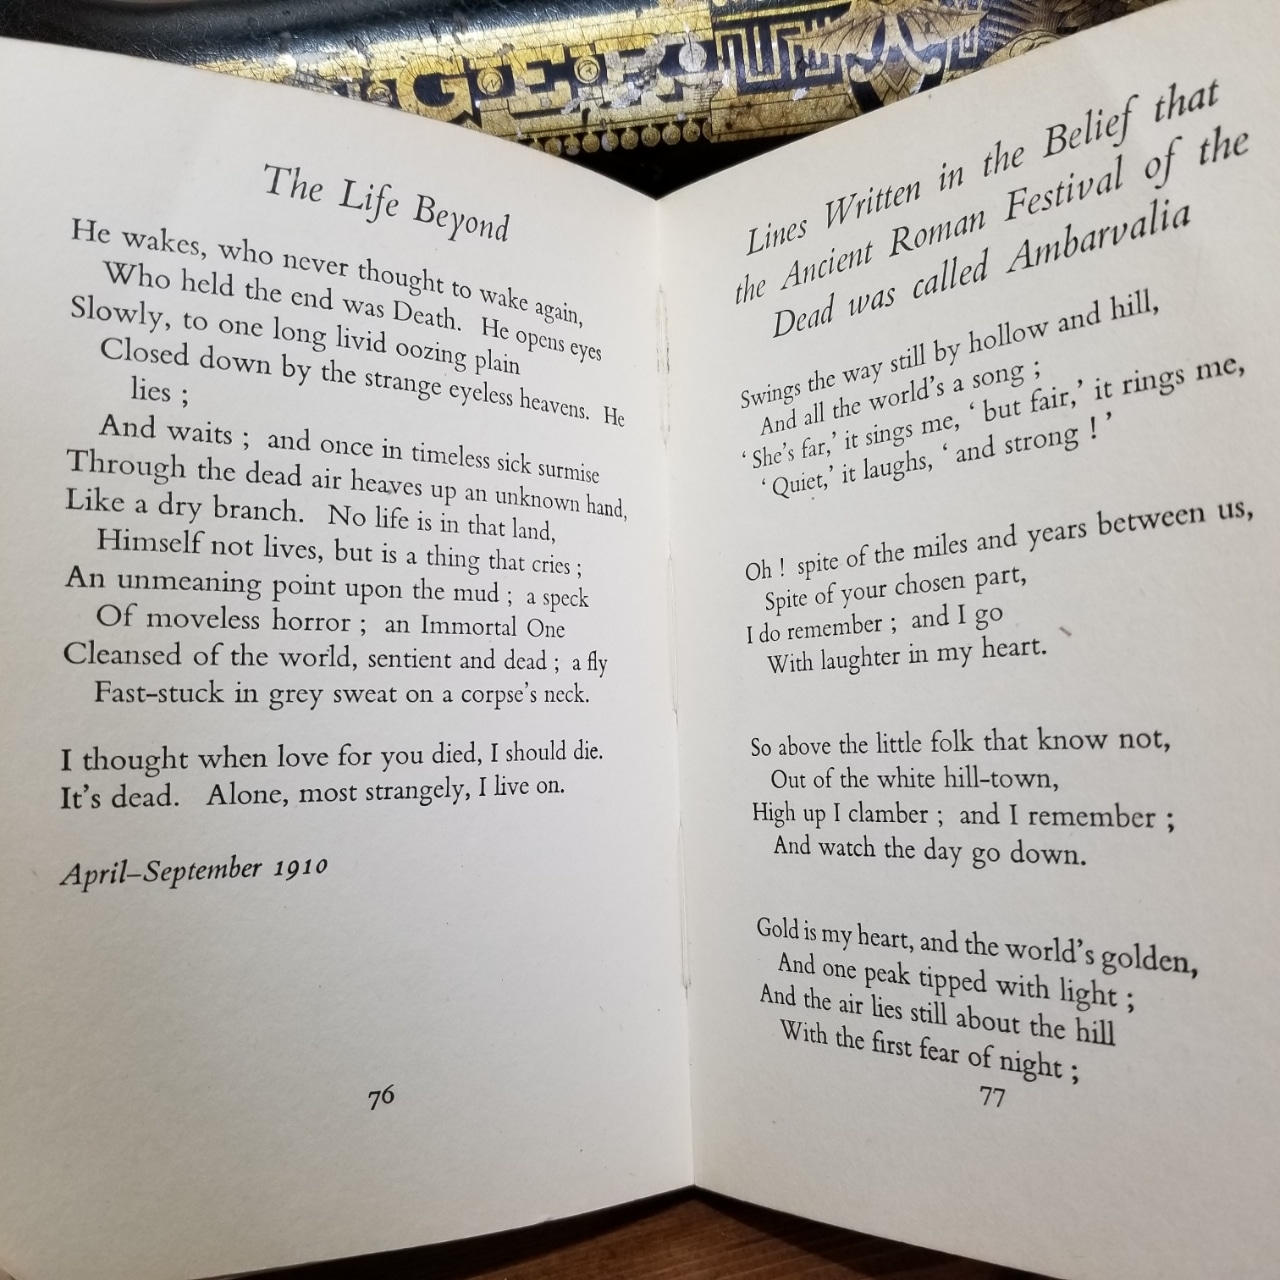 GER
The Life Beyond
He wakes, who never thought to wake again,
Who held the end was Death. He opens eyes
Slowly, to one long livid oozing plain
Closed down by the strange eyeless heavens. He
lies ;
And waits ; and once in timeless sick surmise
Through the dead air heaves up an unknown hand,
Like a dry branch. No life is in that land,
Himself not lives, but is a thing that cries ;
An unmeaning point upon the mud ; a speck
Of moveless horror ; an Immortal One
Cleansed of the world, sentient and dead ; a fly
Fast-stuck in grey sweat on a corpse's neck.
I thought when love for you died, I should die.
It's dead. Alone, most strangely, I live on.
April–September 1910
76
Lines Written in the Belief that
the Ancient Roman Festival of the
Dead was called Ambarvalia
Swings the way still by hollow and hill,
And all the world's a song ;
‘ She's far,’ it sings me, ‘ but fair,’ it rings me,
‘ Quiet,’ it laughs, ‘ and strong ! ’
Oh ! spite of the miles and years between us,
Spite of your chosen part,
I do remember ; and I go
With laughter in my heart.
So above the little folk that know not,
Out of the white hill-town,
High up I clamber ; and I remember ;
And watch the day go down.
Gold is my heart, and the world's golden,
And one peak tipped with light ;
And the air lies still about the hill
With the first fear of night ;
77